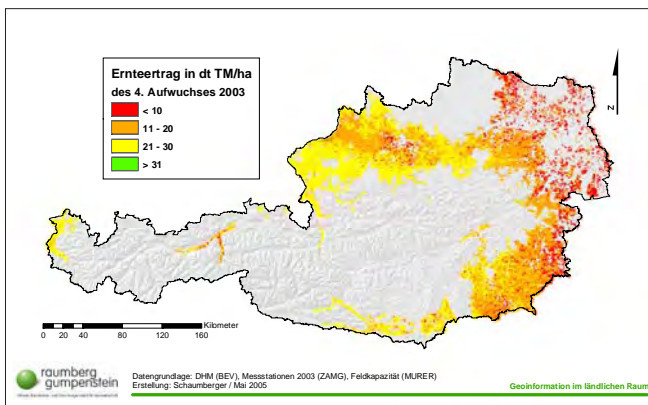 Ernteertrag in dt TM/ha
des 4. Aufwuchses 2003
< 10
11 - 20
21 - 30
> 31
N
Kilometer
0 20 40 80 120 160
raumberg
gumpenstein
Datengrundlage: DHM (BEV), Messstationen 2003 (ZAMG), Feldkapazität (MURER)
Erstellung: Schaumberger / Mai 2005
Geoinformation im ländlichen Raum